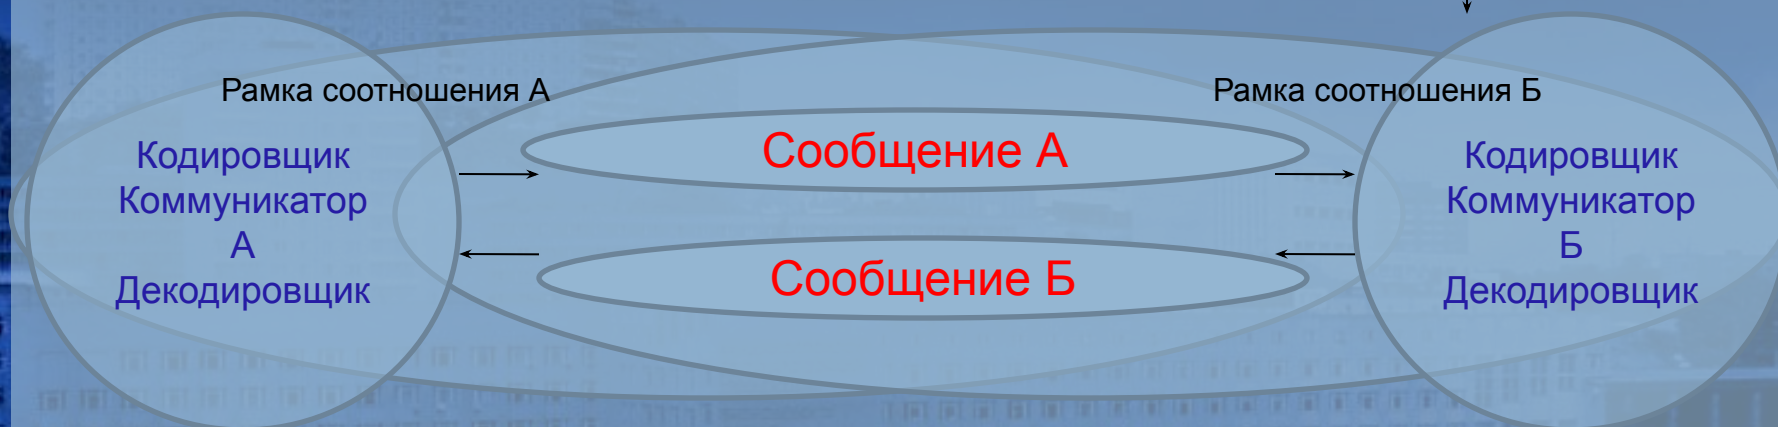 Рамка соотношения А
Рамка соотношения Б
Кодировщик
Коммуникатор
А
Декодировщик
Сообщение А
Сообщение Б
Кодировщик
Коммуникатор
Б
Декодировщик